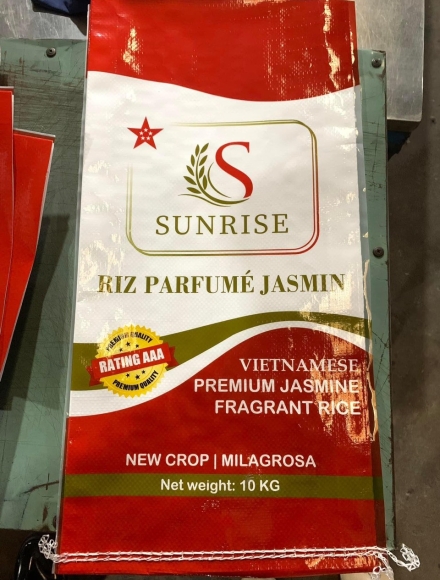 S
SUNRISE
RIZ PARFUMÉ JASMIN
PREMIUM QUALITY
RATING AAA
PREMIUM QUALITY
VIETNAMESE
PREMIUM JASMINE
FRAGRANT RICE
NEW CROP | MILAGROSA
Net weight: 10 KG